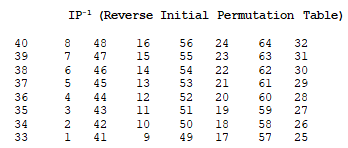 IP⁻¹ (Reverse Initial Permutation Table)
40 8 48 16 56 24 64 32
39 7 47 15 55 23 63 31
38 6 46 14 54 22 62 30
37 5 45 13 53 21 61 29
36 4 44 12 52 20 60 28
35 3 43 11 51 19 59 27
34 2 42 10 50 18 58 26
33 1 41 9 49 17 57 25